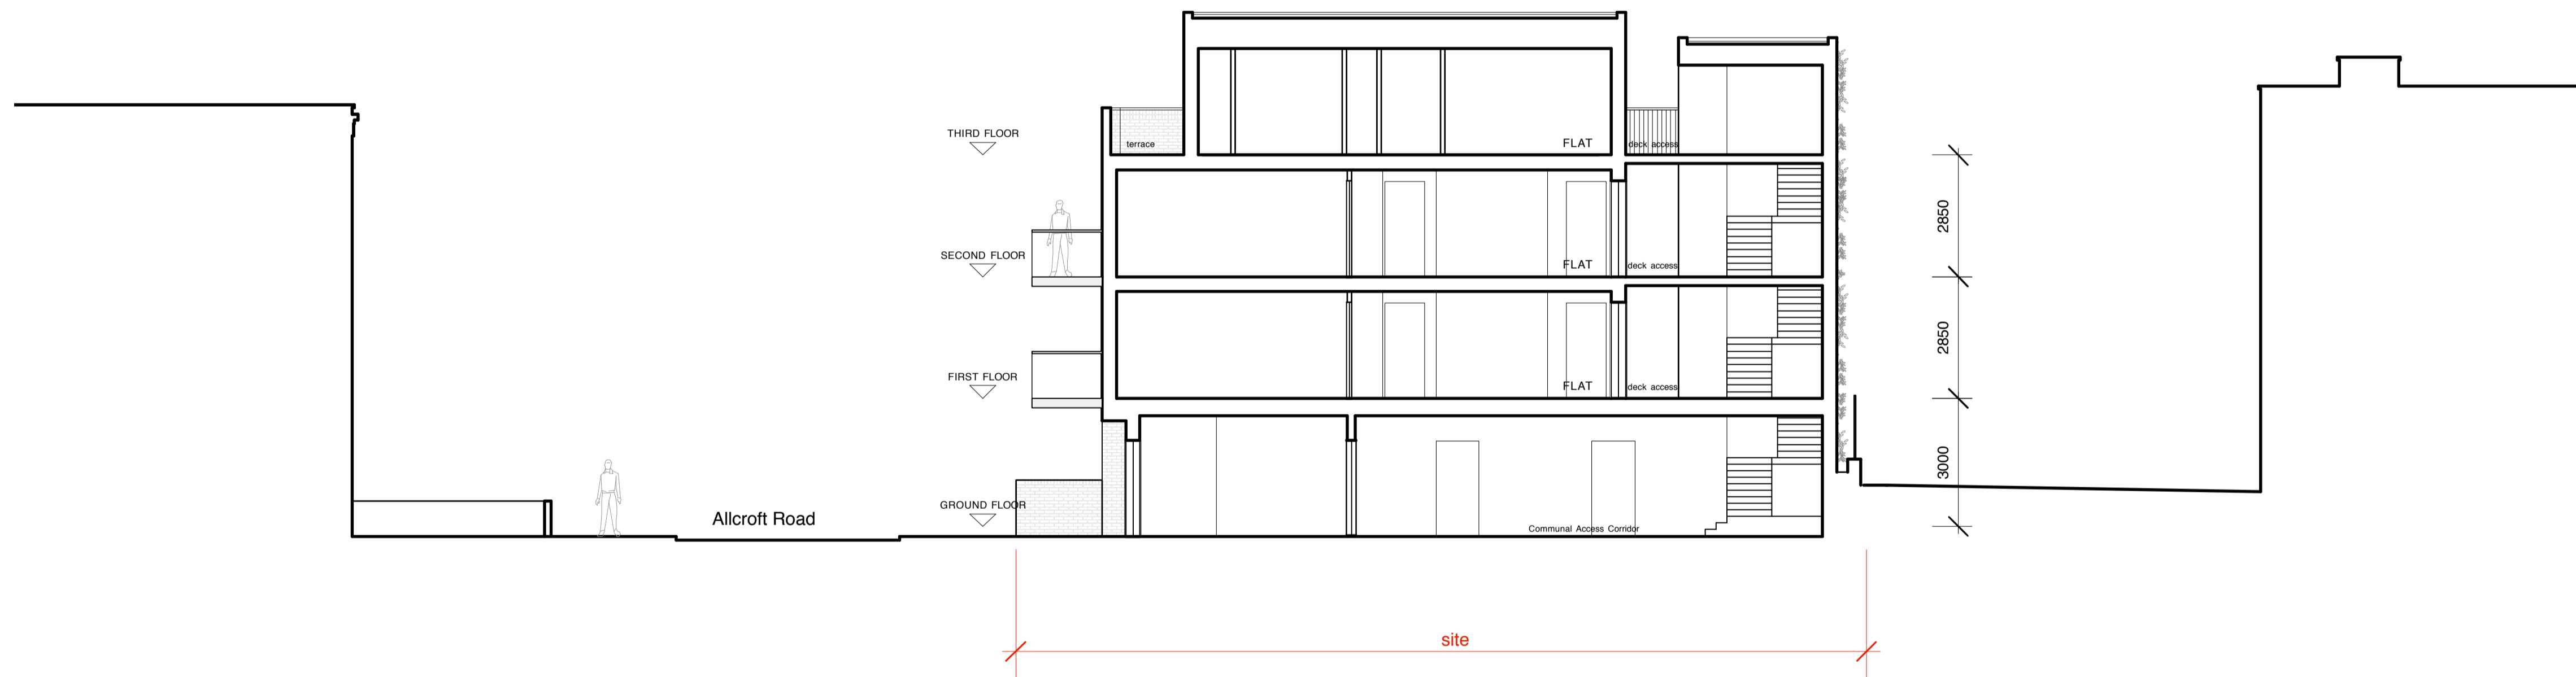 THIRD FLOOR
terrace
FLAT
deck access
SECOND FLOOR
FLAT
deck access
2850
FIRST FLOOR
FLAT
deck access
2850
GROUND FLOOR
Allcroft Road
Communal Access Corridor
3000
site